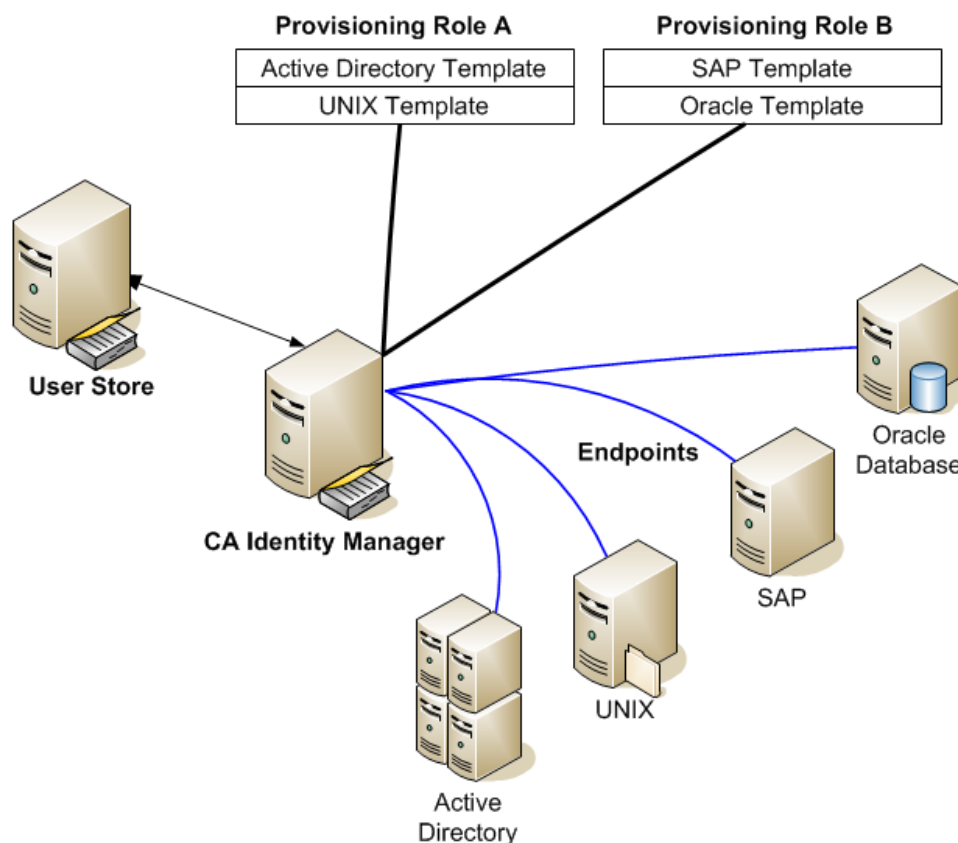 Provisioning Role A
Provisioning Role B
Active Directory Template
SAP Template
UNIX Template
Oracle Template
User Store
Endpoints
Oracle
Database
CA Identity Manager
SAP
UNIX
Active
Directory